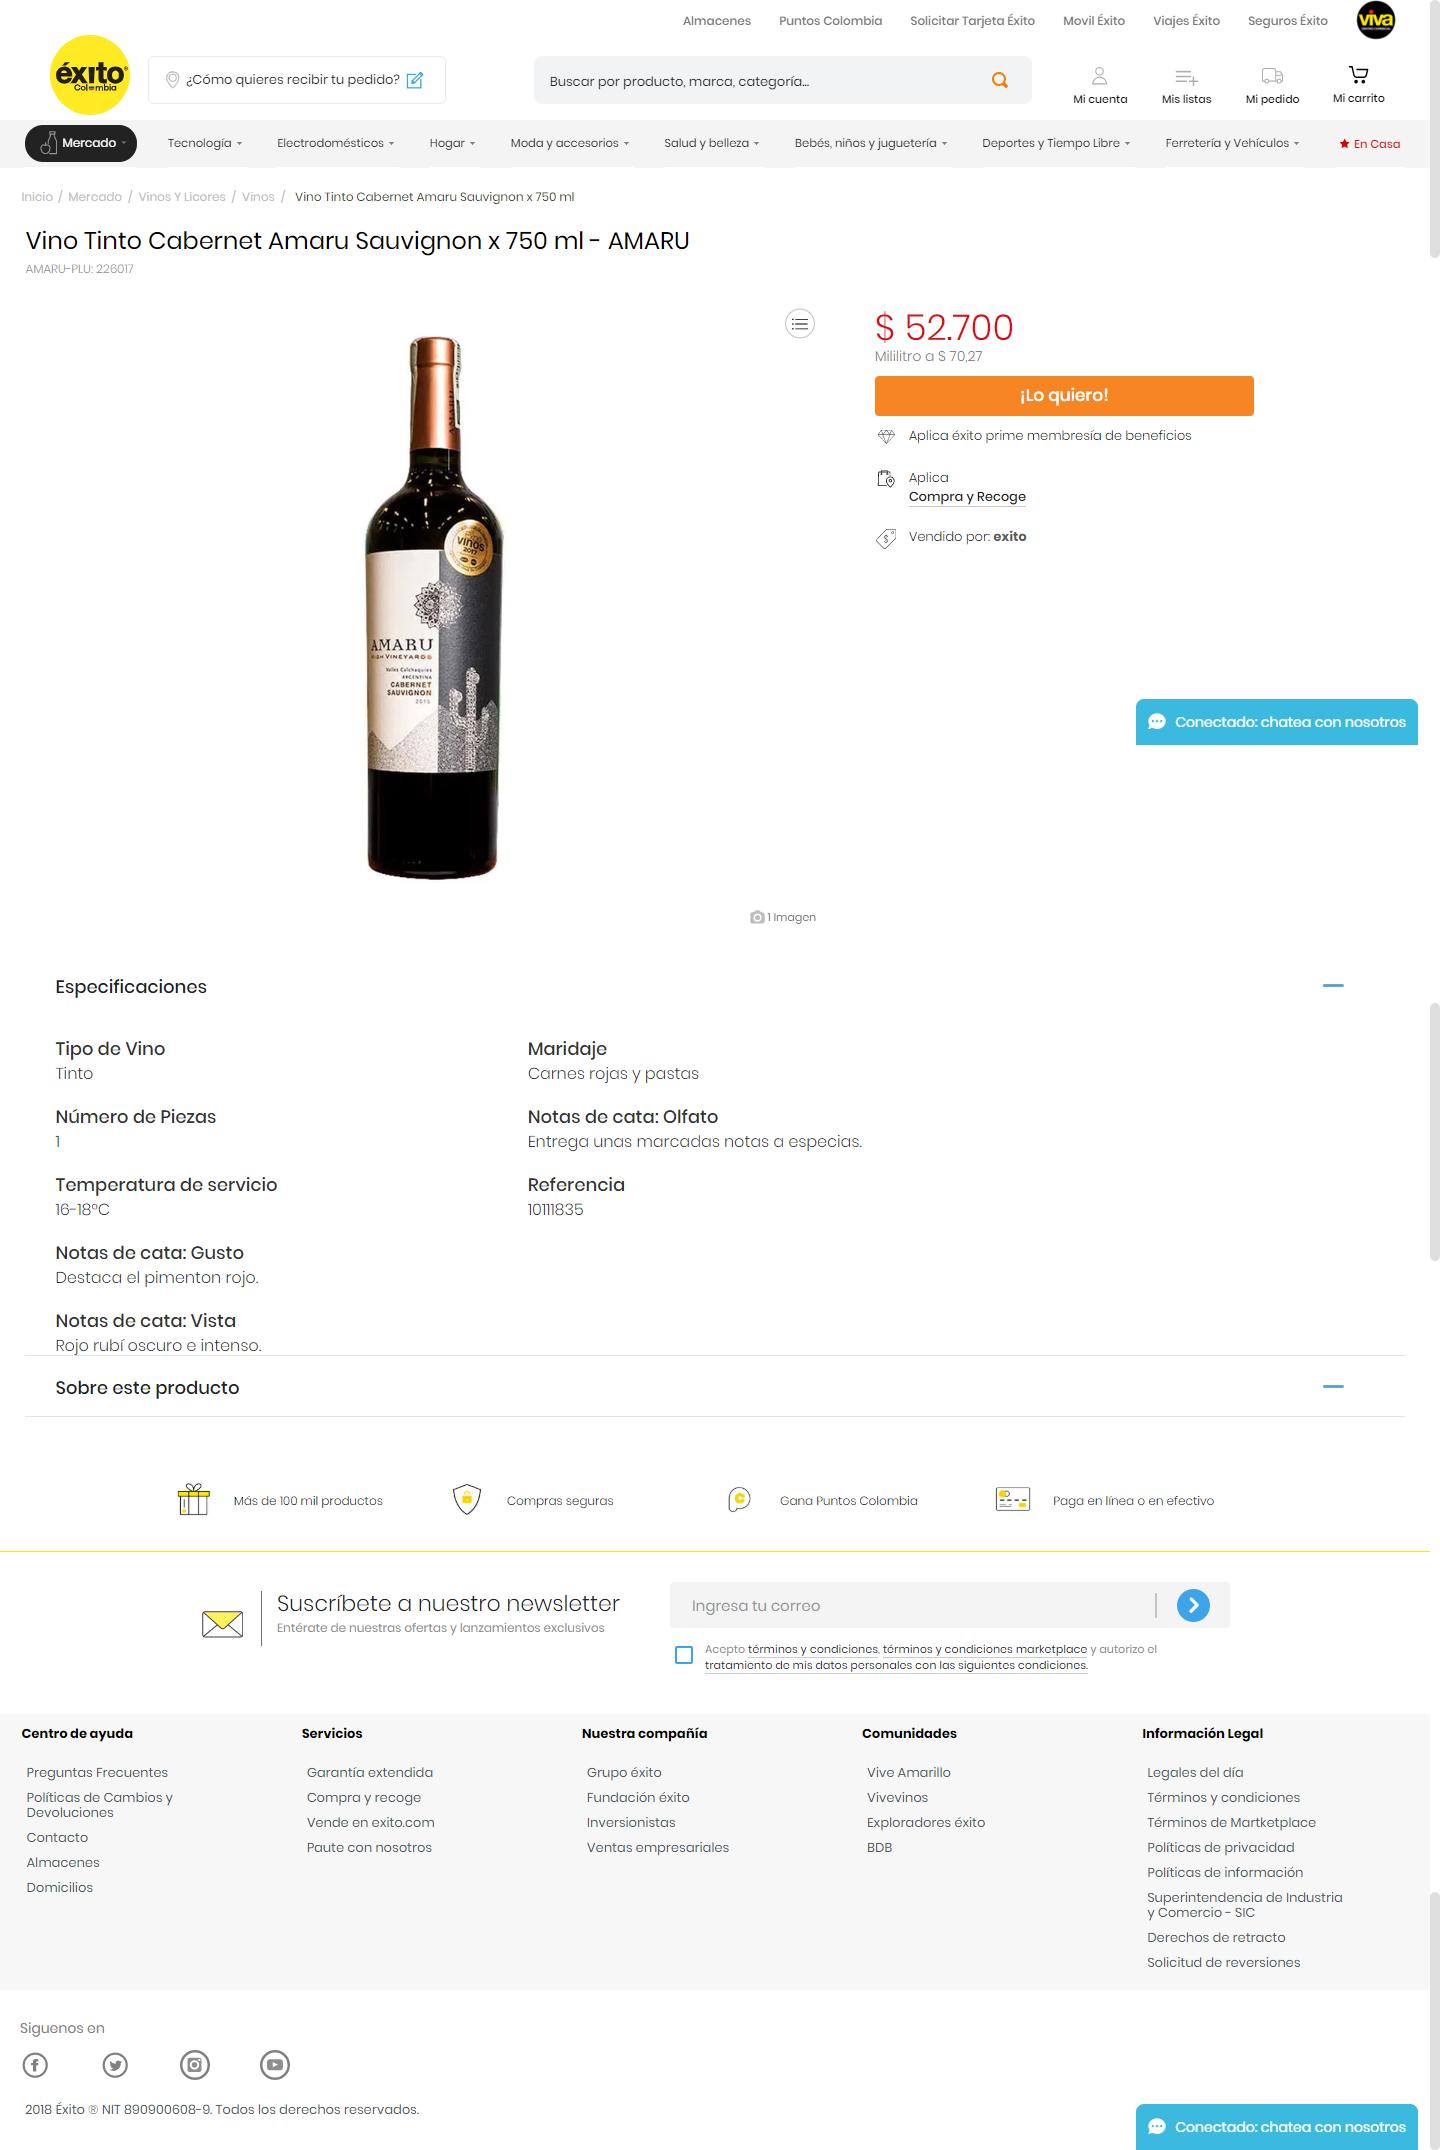 Almacenes Puntos Colombia Solicitar Tarjeta Éxito Movil Éxito Viajes Éxito Seguros Éxito viva
éxito
Colombia
¿Cómo quieres recibir tu pedido?
Buscar por producto, marca, categoría...
Mi cuenta Mis listas Mi pedido Mi carrito
Mercado Tecnología Electrodomésticos Hogar Moda y accesorios Salud y belleza Bebés, niños y juguetería Deportes y Tiempo Libre Ferretería y Vehículos En Casa
Inicio / Mercado / Vinos Y Licores / Vinos / Vino Tinto Cabernet Amaru Sauvignon x 750 ml
Vino Tinto Cabernet Amaru Sauvignon x 750 ml - AMARU
AMARU-PLU: 226017
$ 52.700
Mililitro a $ 70,27
¡Lo quiero!
Aplica éxito prime membresía de beneficios
Aplica
Compra y Recoge
Vendido por: exito
vinos
2017
AMARU
HIGH VINEYARDS
Valles Calchaquíes
ARGENTINA
CABERNET
SAUVIGNON
2015
Conectado: chatea con nosotros
1 Imagen
Especificaciones
Tipo de Vino
Tinto
Número de Piezas
1
Temperatura de servicio
16-18°C
Notas de cata: Gusto
Destaca el pimenton rojo.
Notas de cata: Vista
Rojo rubí oscuro e intenso.
Maridaje
Carnes rojas y pastas
Notas de cata: Olfato
Entrega unas marcadas notas a especias.
Referencia
10111835
Sobre este producto
Más de 100 mil productos Compras seguras Gana Puntos Colombia Paga en línea o en efectivo
Suscríbete a nuestro newsletter
Entérate de nuestras ofertas y lanzamientos exclusivos
Ingresa tu correo
Acepto términos y condiciones, términos y condiciones marketplace y autorizo el
tratamiento de mis datos personales con las siguientes condiciones.
Centro de ayuda
Preguntas Frecuentes
Políticas de Cambios y
Devoluciones
Contacto
Almacenes
Domicilios
Servicios
Garantía extendida
Compra y recoge
Vende en exito.com
Paute con nosotros
Nuestra compañía
Grupo éxito
Fundación éxito
Inversionistas
Ventas empresariales
Comunidades
Vive Amarillo
Vivevinos
Exploradores éxito
BDB
Información Legal
Legales del día
Términos y condiciones
Términos de Martketplace
Políticas de privacidad
Políticas de información
Superintendencia de Industria
y Comercio - SIC
Derechos de retracto
Solicitud de reversiones
Siguenos en
2018 Éxito ® NIT 890900608-9. Todos los derechos reservados.
Conectado: chatea con nosotros